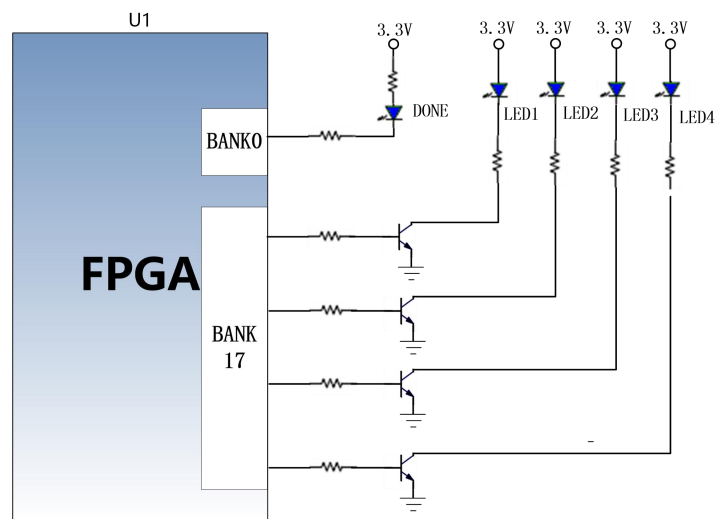 U1
3.3V
3.3V
3.3V
3.3V
3.3V
DONE
LED1
LED2
LED3
LED4
BANK0
FPGA
BANK
17